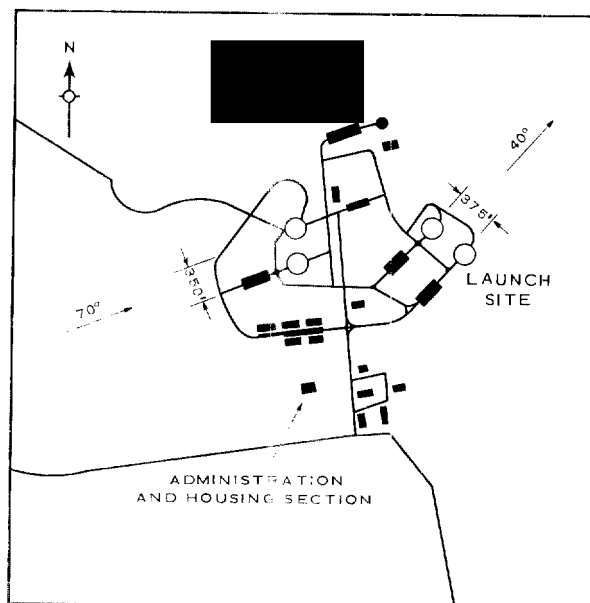 N
40°
375'
LAUNCH
SITE
350'
70°
ADMINISTRATION
AND HOUSING SECTION